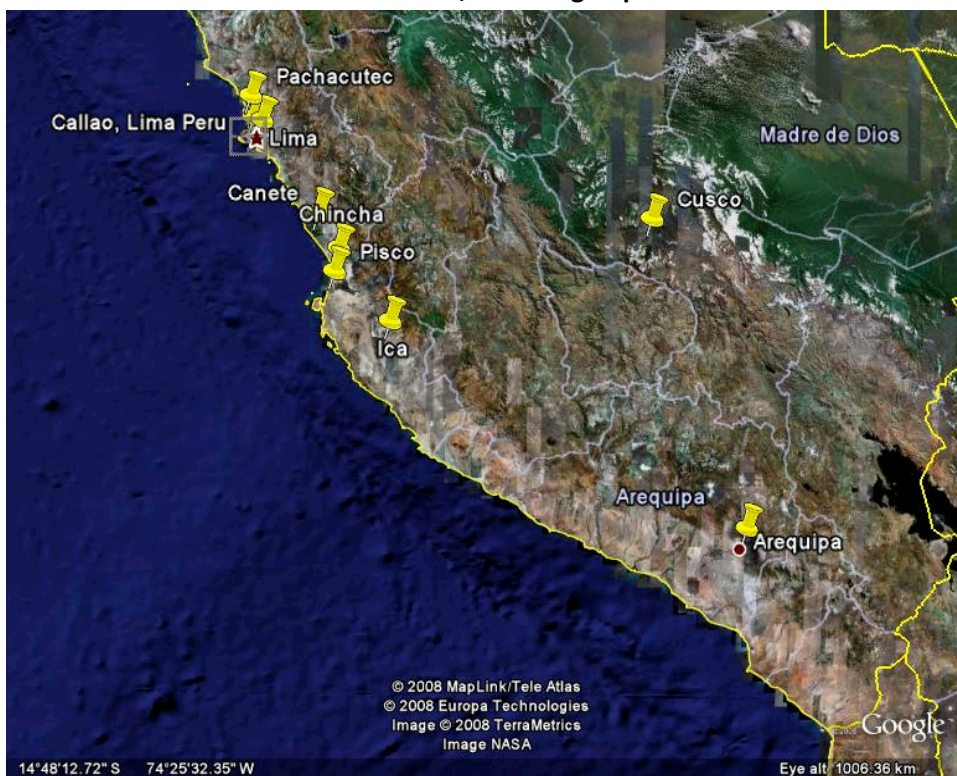 Pachacutec
Callao, Lima Peru
Lima
Madre de Dios
Canete
Chincha
Cusco
Pisco
Ica
Arequipa
Arequipa
© 2008 MapLink/Tele Atlas
© 2008 Europa Technologies
Image © 2008 TerraMetrics
Image NASA
Google
14°48'12.72" S 74°25'32.35" W
Eye alt 1006.36 km